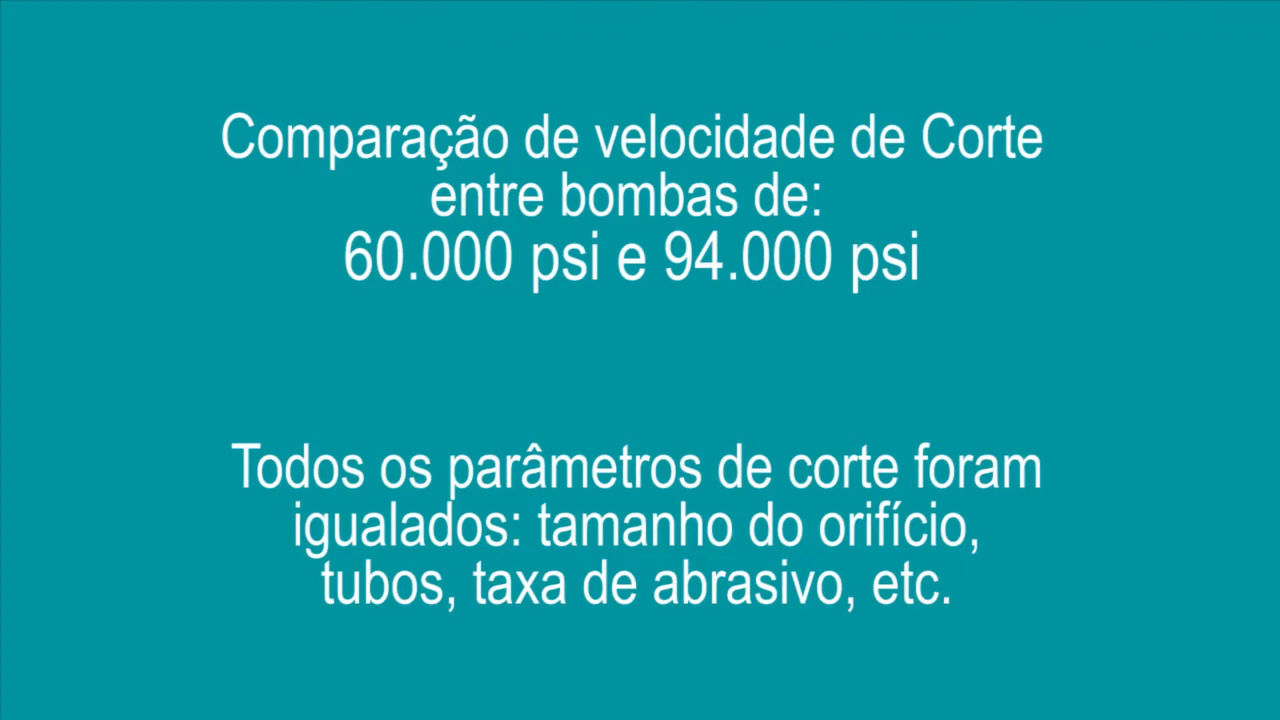 Comparação de velocidade de Corte
entre bombas de:
60.000 psi e 94.000 psi
Todos os parâmetros de corte foram
igualados: tamanho do orifício,
tubos, taxa de abrasivo, etc.